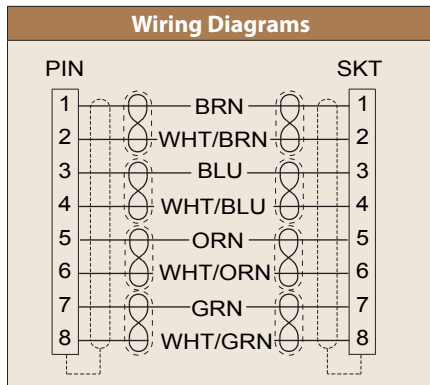 Wiring Diagrams
PIN SKT
1 BRN 1
2 WHT/BRN 2
3 BLU 3
4 WHT/BLU 4
5 ORN 5
6 WHT/ORN 6
7 GRN 7
8 WHT/GRN 8